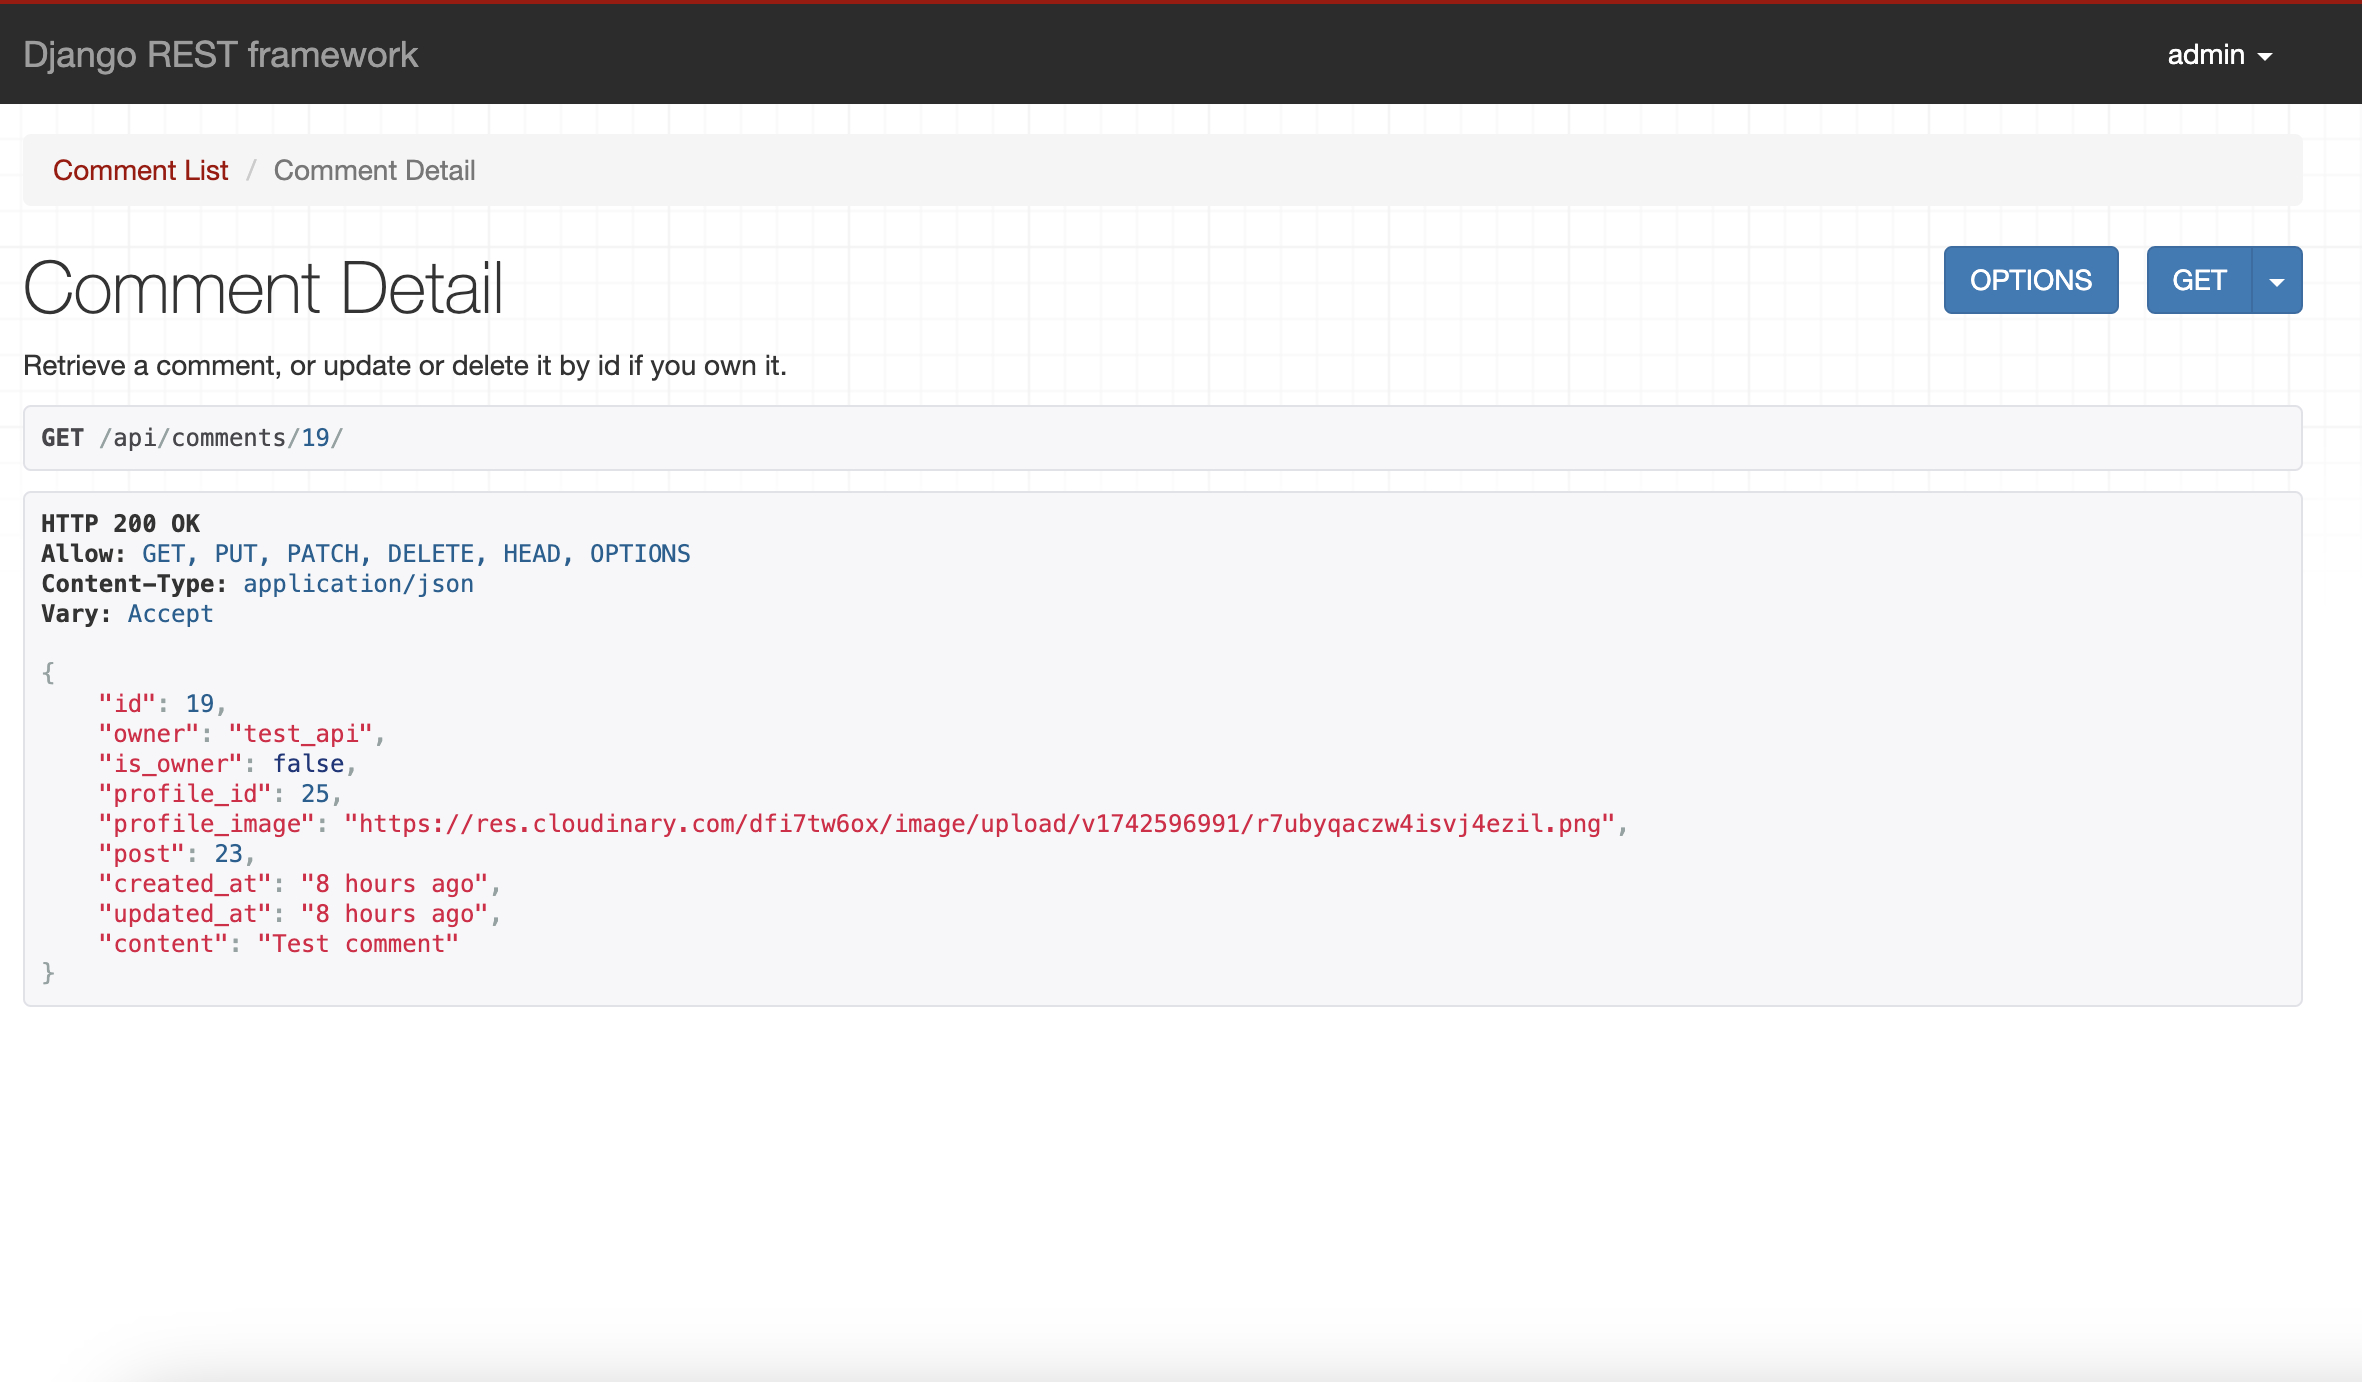 Django REST framework
admin
Comment List / Comment Detail
Comment Detail
OPTIONS
GET
Retrieve a comment, or update or delete it by id if you own it.
GET /api/comments/19/
HTTP 200 OK
Allow: GET, PUT, PATCH, DELETE, HEAD, OPTIONS
Content-Type: application/json
Vary: Accept
{
    "id": 19,
    "owner": "test_api",
    "is_owner": false,
    "profile_id": 25,
    "profile_image": "https://res.cloudinary.com/dfi7tw6ox/image/upload/v1742596991/r7ubyqaczw4isvj4ezil.png",
    "post": 23,
    "created_at": "8 hours ago",
    "updated_at": "8 hours ago",
    "content": "Test comment"
}